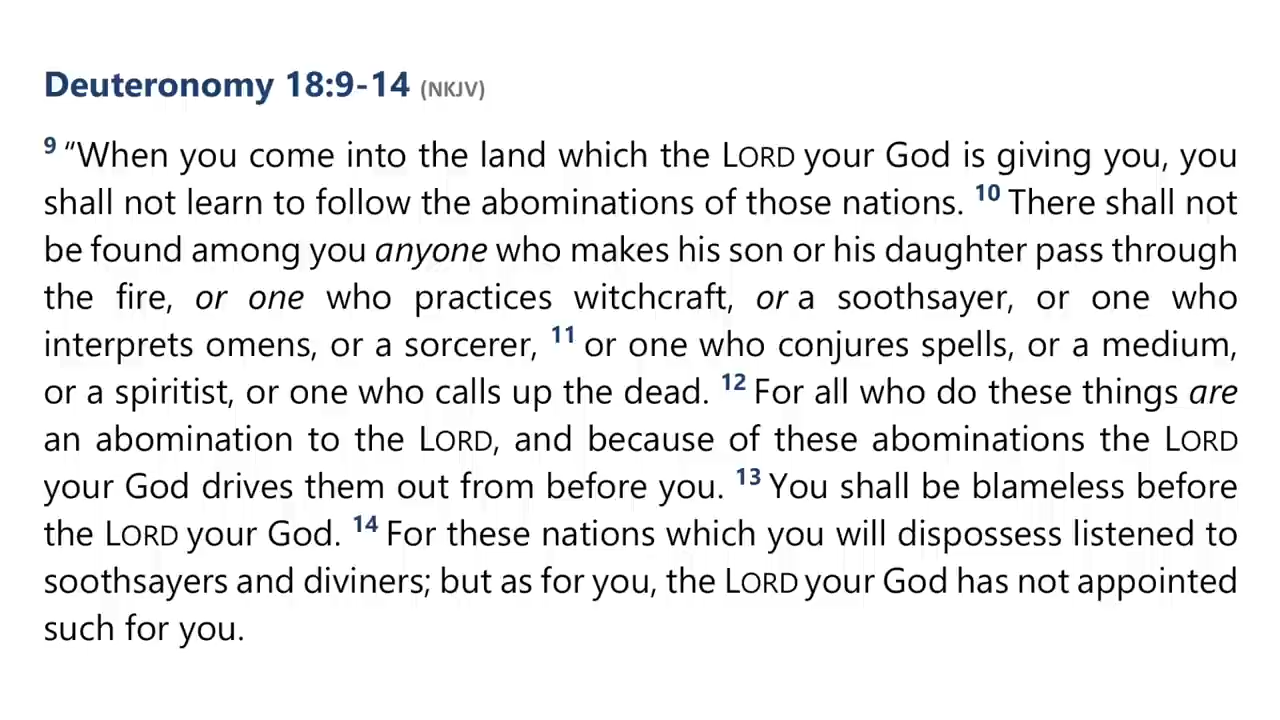 Deuteronomy 18:9-14 (NKJV)
9 “When you come into the land which the LORD your God is giving you, you
shall not learn to follow the abominations of those nations. 10 There shall not
be found among you anyone who makes his son or his daughter pass through
the fire, or one who practices witchcraft, or a soothsayer, or one who
interprets omens, or a sorcerer, 11 or one who conjures spells, or a medium,
or a spiritist, or one who calls up the dead. 12 For all who do these things are
an abomination to the LORD, and because of these abominations the LORD
your God drives them out from before you. 13 You shall be blameless before
the LORD your God. 14 For these nations which you will dispossess listened to
soothsayers and diviners; but as for you, the LORD your God has not appointed
such for you.